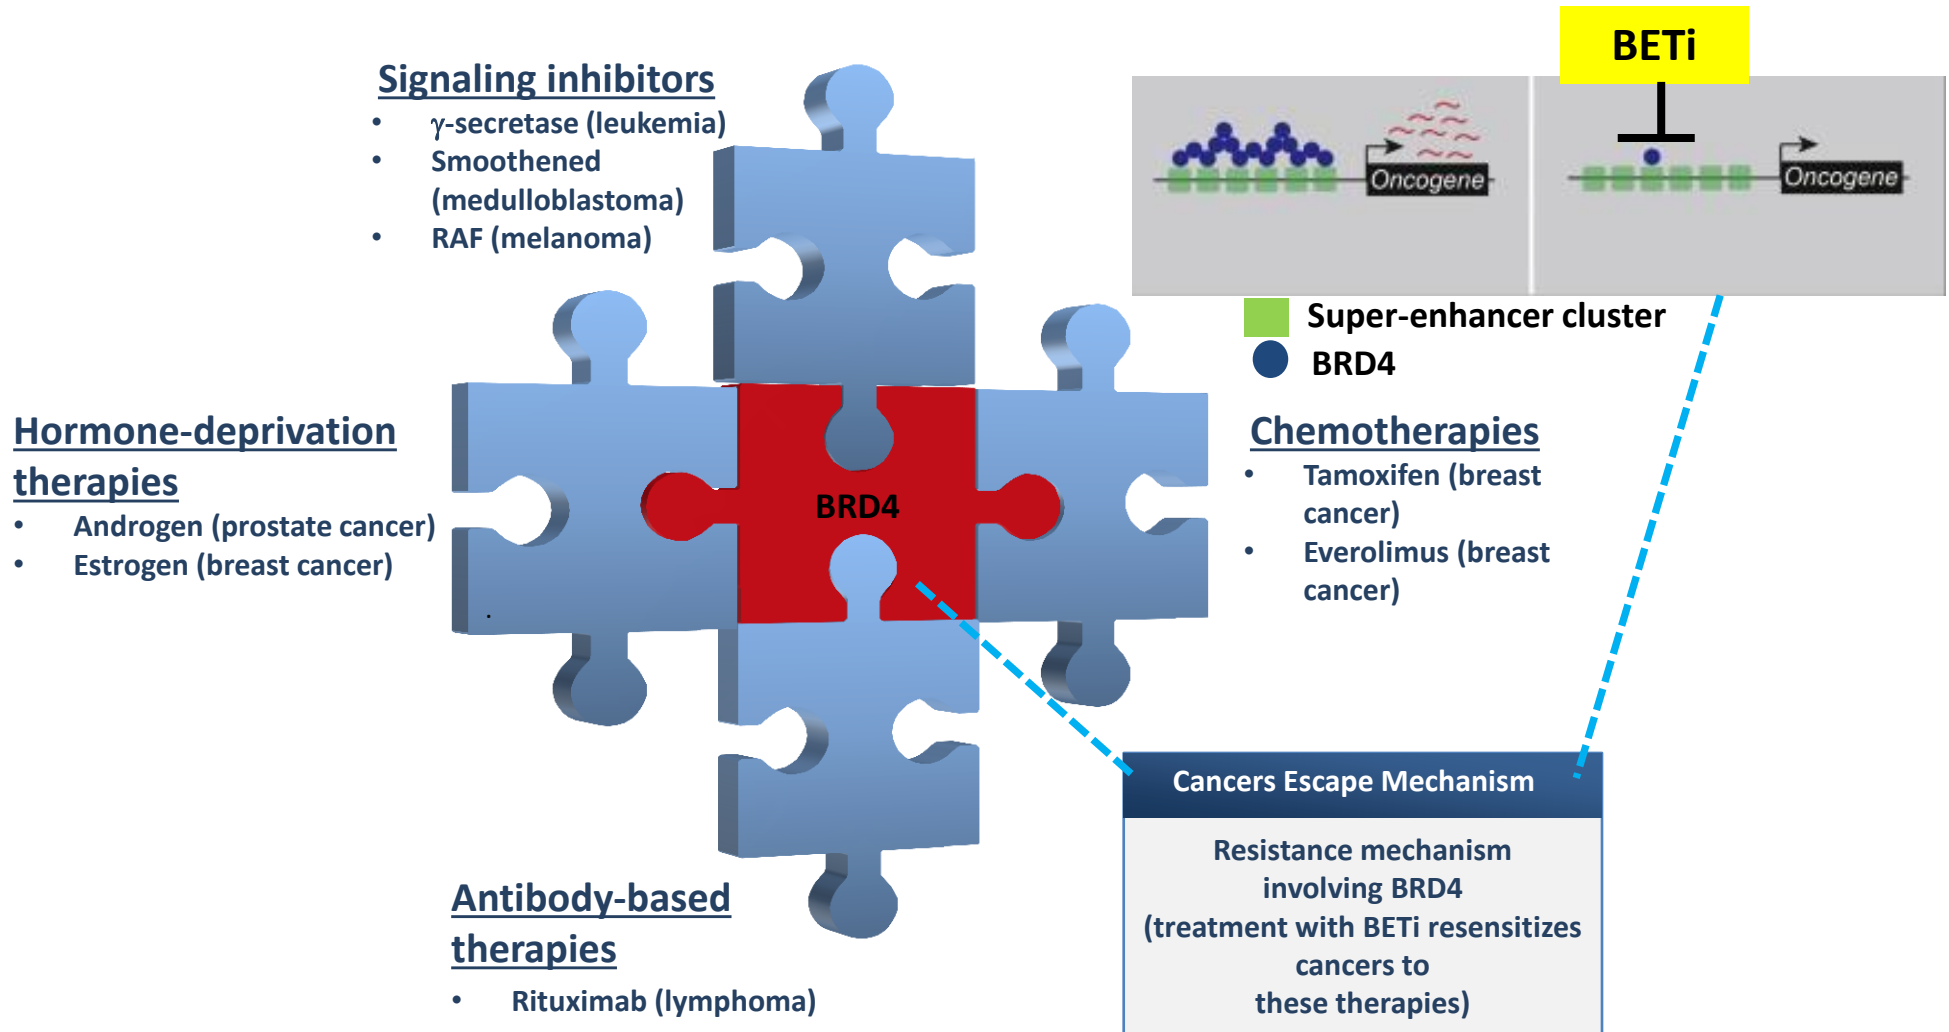 BETi
Signaling inhibitors
• γ-secretase (leukemia)
• Smoothened
(medulloblastoma)
• RAF (melanoma)
Oncogene
Oncogene
Super-enhancer cluster
BRD4
Hormone-deprivation
therapies
• Androgen (prostate cancer)
• Estrogen (breast cancer)
BRD4
Chemotherapies
• Tamoxifen (breast
cancer)
• Everolimus (breast
cancer)
.
Cancers Escape Mechanism
Resistance mechanism
involving BRD4
(treatment with BETi resensitizes
cancers to
these therapies)
Antibody-based
therapies
• Rituximab (lymphoma)